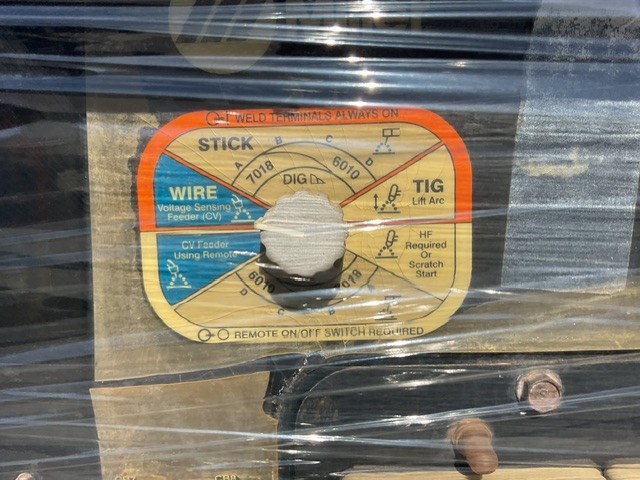 WELD TERMINALS ALWAYS ON
STICK
A B C D
7018 6010
DIG
WIRE
Voltage Sensing
Feeder (CV)
TIG
Lift Arc
CV Feeder
Using Remote
HF
Required
Or
Scratch
Start
6010 7018
D C B A
REMOTE ON/OFF SWITCH REQUIRED